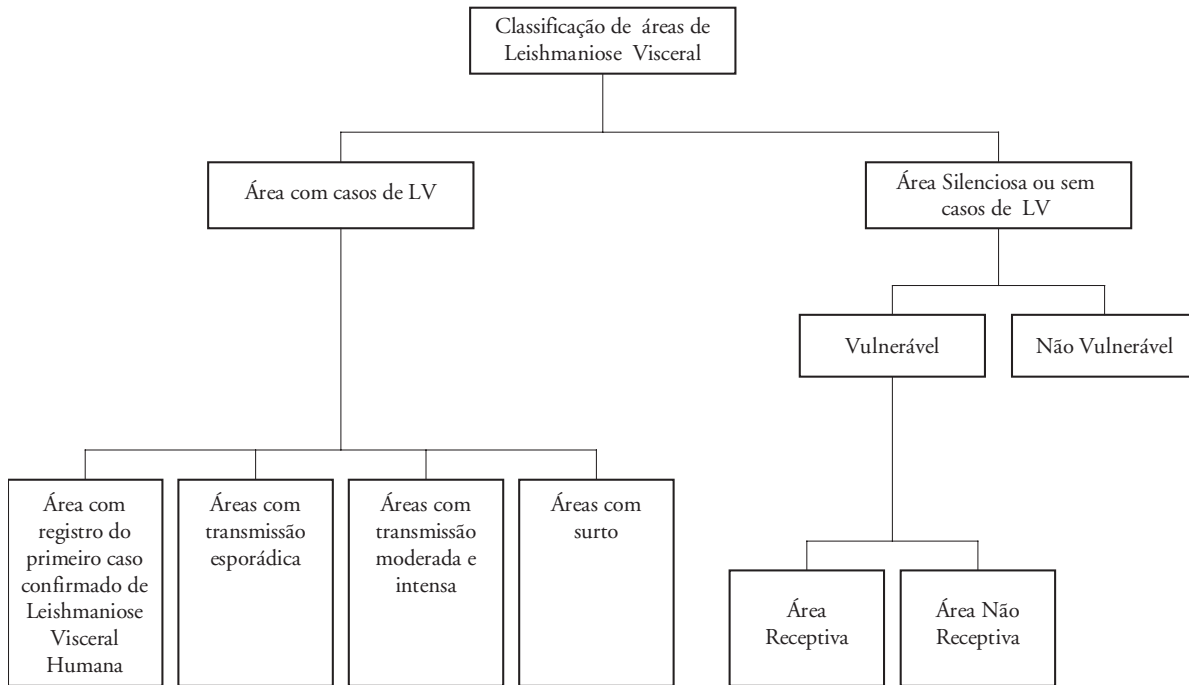 Classificação de áreas de
Leishmaniose Visceral
Área com casos de LV
Área Silenciosa ou sem
casos de LV
Vulnerável
Não Vulnerável
Área com
registro do
primeiro caso
confirmado de
Leishmaniose
Visceral
Humana
Áreas com
transmissão
esporádica
Áreas com
transmissão
moderada e
intensa
Áreas com
surto
Área
Receptiva
Área Não
Receptiva